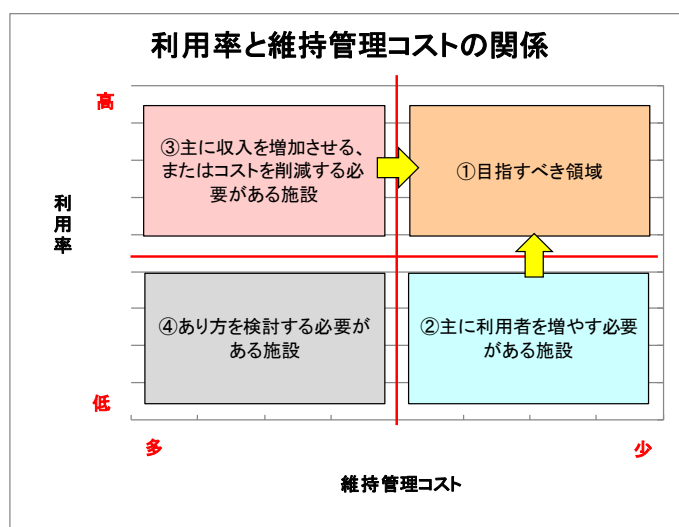 利用率と維持管理コストの関係
高
③主に収入を増加させる、
またはコストを削減する必
要がある施設
①目指すべき領域
利用率
④あり方を検討する必要が
ある施設
②主に利用者を増やす必要
がある施設
低
多
少
維持管理コスト